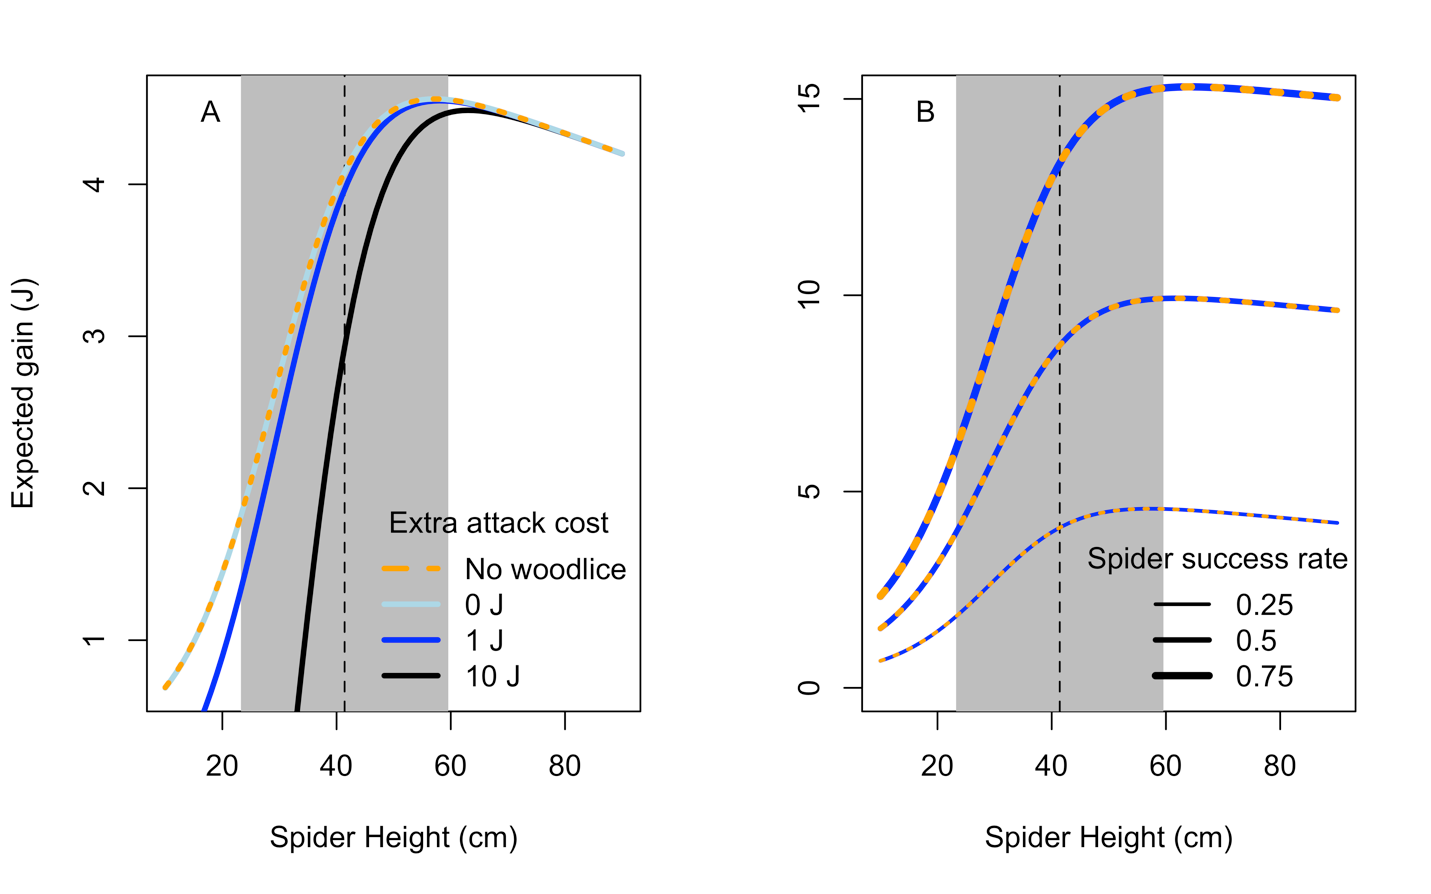 A
Expected gain (J)
4
3
2
1
Extra attack cost
No woodlice
0 J
1 J
10 J
20 40 60 80
Spider Height (cm)
B
15
10
5
0
Spider success rate
0.25
0.5
0.75
20 40 60 80
Spider Height (cm)